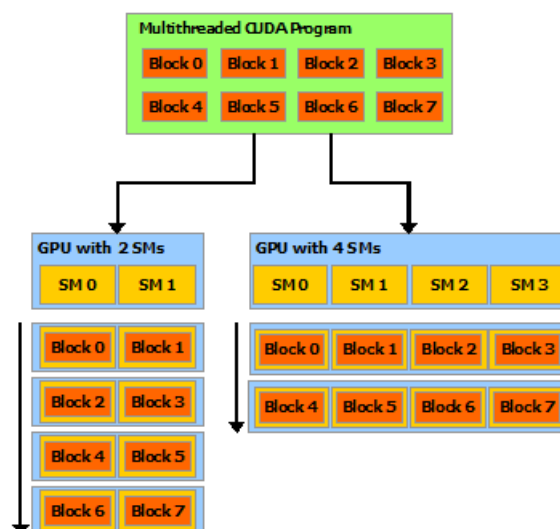 Multithreaded CUDA Program
Block 0 Block 1 Block 2 Block 3
Block 4 Block 5 Block 6 Block 7
GPU with 2 SMs
SM 0 SM 1
Block 0 Block 1
Block 2 Block 3
Block 4 Block 5
Block 6 Block 7
GPU with 4 SMs
SM 0 SM 1 SM 2 SM 3
Block 0 Block 1 Block 2 Block 3
Block 4 Block 5 Block 6 Block 7